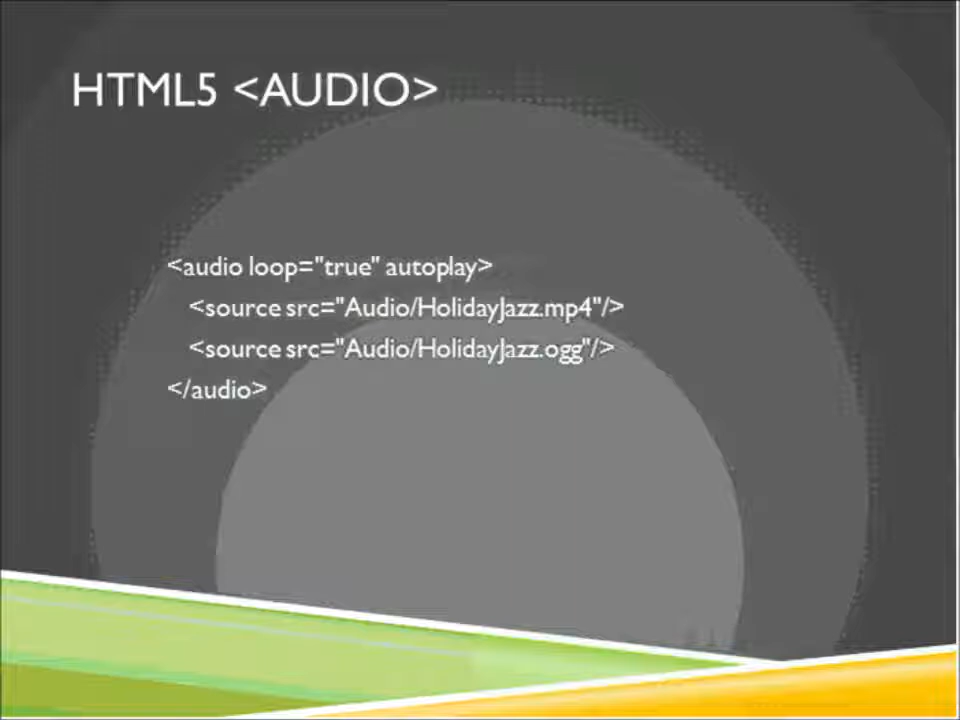 HTML5 <AUDIO>
<audio loop="true" autoplay>
<source src="Audio/HolidayJazz.mp4"/>
<source src="Audio/HolidayJazz.ogg"/>
</audio>